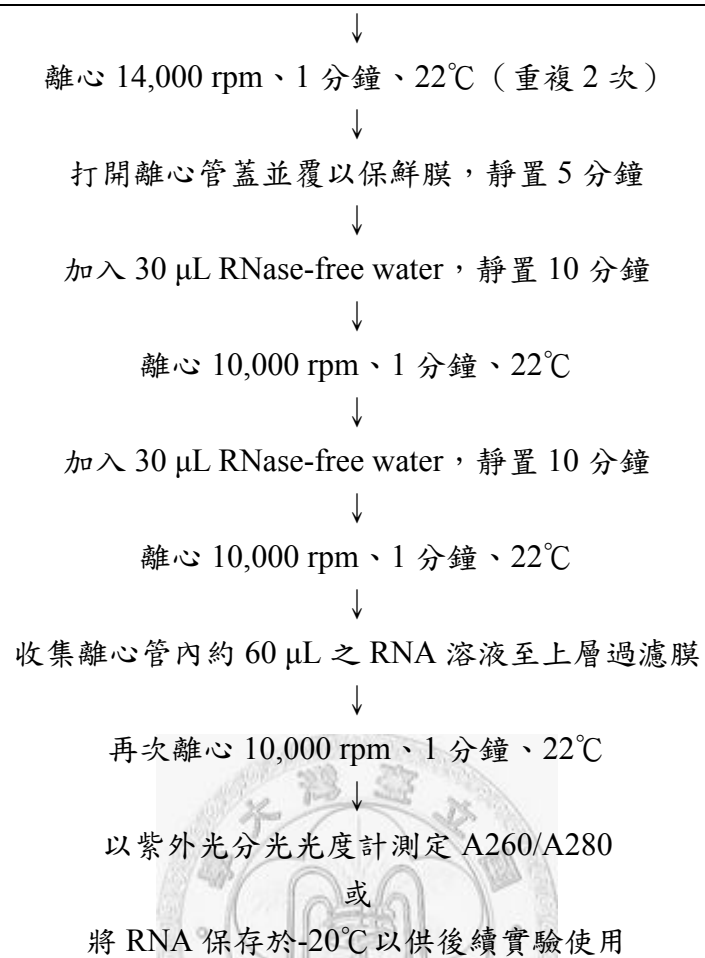 ↓
離心 14,000 rpm、1 分鐘、22℃(重複 2 次)
↓
打開離心管蓋並覆以保鮮膜，靜置 5 分鐘
↓
加入 30 μL RNase-free water，靜置 10 分鐘
↓
離心 10,000 rpm、1 分鐘、22℃
↓
加入 30 μL RNase-free water，靜置 10 分鐘
↓
離心 10,000 rpm、1 分鐘、22℃
↓
收集離心管內約 60 μL 之 RNA 溶液至上層過濾膜
↓
再次離心 10,000 rpm、1 分鐘、22℃
↓
以紫外光分光光度計測定 A260/A280
或
將 RNA 保存於-20℃以供後續實驗使用